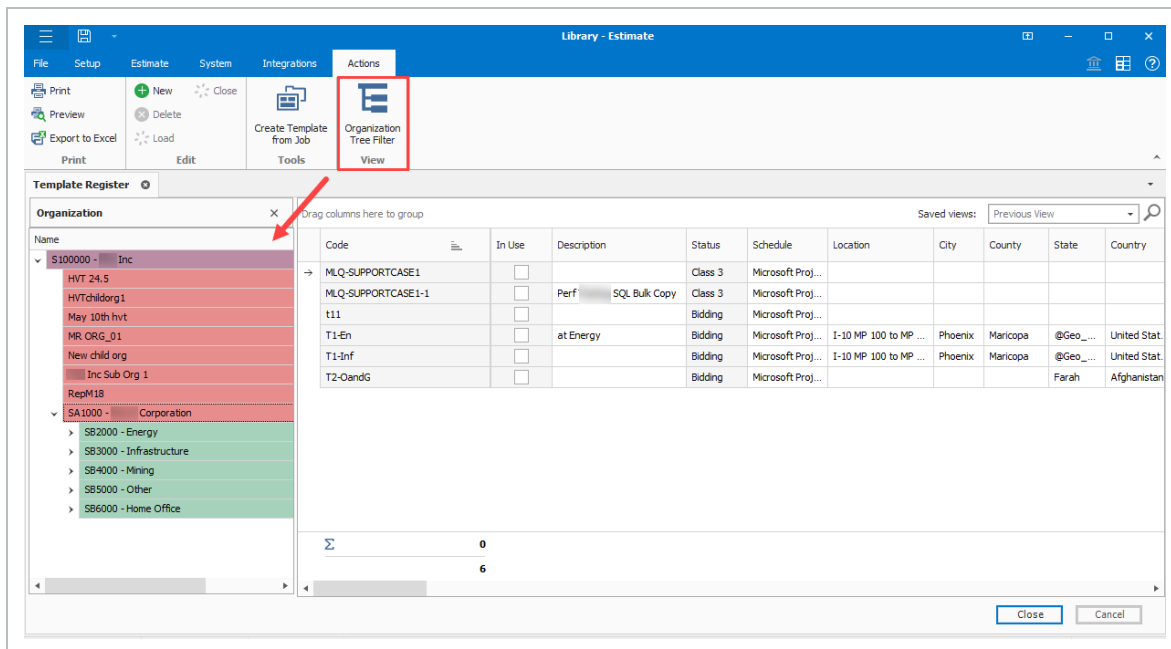 Library - Estimate
File Setup Estimate System Integrations Actions
Print New Close
Preview Delete
Export to Excel Load
Create Template from Job
Organization Tree Filter
Print Edit Tools View
Template Register
Organization
Drag columns here to group Saved views: Previous View
Name
Code In Use Description Status Schedule Location City County State Country
S100000 - Inc
HVT 24.5
HVTchildorg1
May 10th hvt
MR ORG_01
New child org
Inc Sub Org 1
RepM18
SA1000 - Corporation
SB2000 - Energy
SB3000 - Infrastructure
SB4000 - Mining
SB5000 - Other
SB6000 - Home Office
MLQ-SUPPORTCASE1 Class 3 Microsoft Proj...
MLQ-SUPPORTCASE1-1 Perf SQL Bulk Copy Class 3 Microsoft Proj...
t11 Bidding Microsoft Proj...
T1-En at Energy Bidding Microsoft Proj... I-10 MP 100 to MP ... Phoenix Maricopa @Geo_... United Stat.
T1-Inf Bidding Microsoft Proj... I-10 MP 100 to MP ... Phoenix Maricopa @Geo_... United Stat.
T2-OandG Bidding Microsoft Proj... Farah Afghanistan
Σ 0
6
Close Cancel